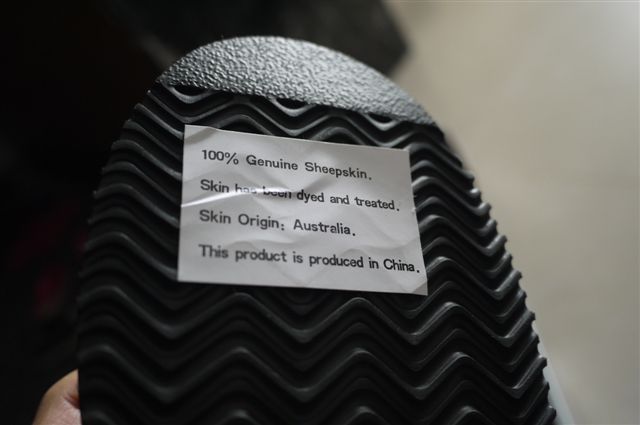 100% Genuine Sheepskin.
Skin has been dyed and treated.
Skin Origin: Australia.
This product is produced in China.